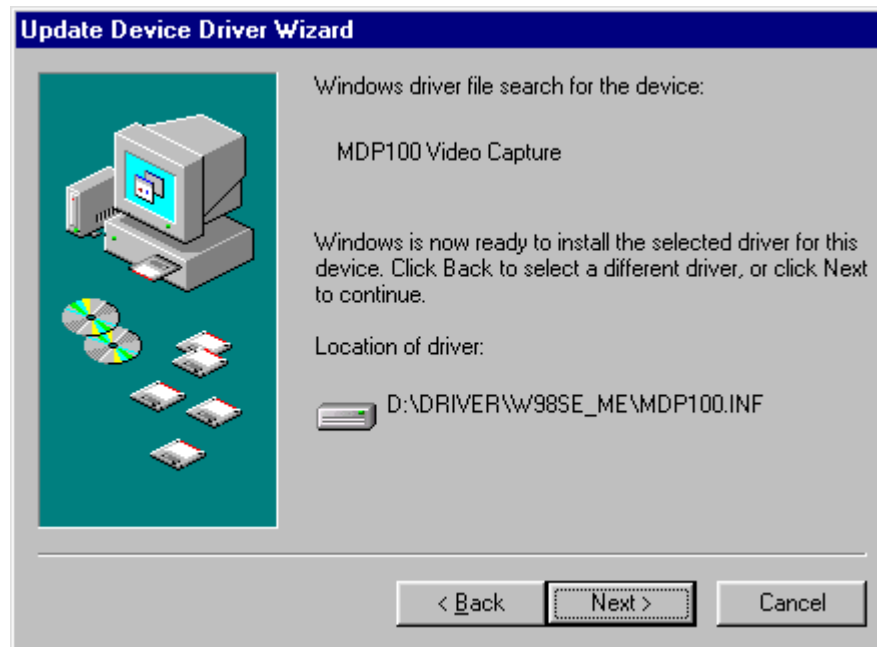 Update Device Driver Wizard
Windows driver file search for the device:
MDP100 Video Capture
Windows is now ready to install the selected driver for this
device. Click Back to select a different driver, or click Next
to continue.
Location of driver:
D:\DRIVER\W98SE_ME\MDP100.INF
< Back
Next >
Cancel